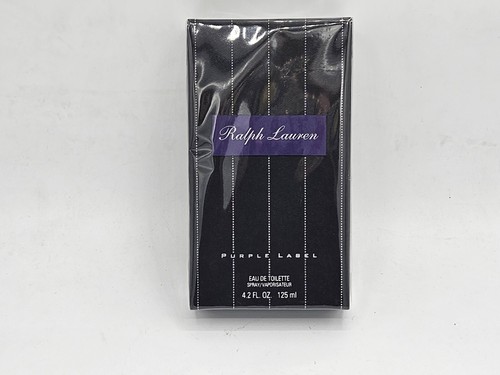 Ralph Lauren
PURPLE LABEL
EAU DE TOILETTE
SPRAY/VAPORISATEUR
4.2 FL. OZ. 125 ml